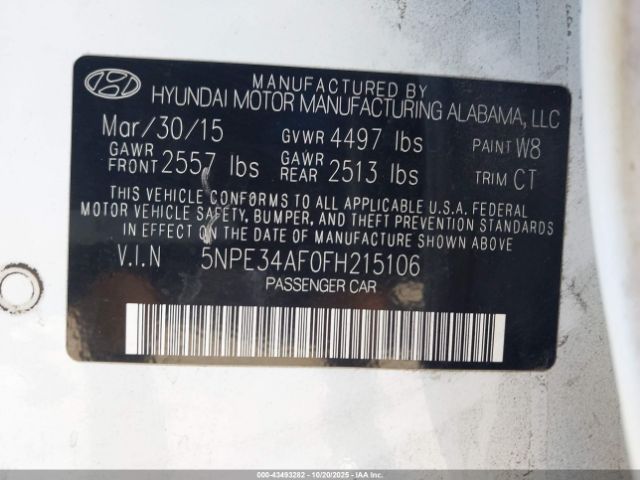 MANUFACTURED BY
HYUNDAI MOTOR MANUFACTURING ALABAMA, LLC
Mar/30/15 GVWR 4497 lbs PAINT W8
GAWR FRONT 2557 lbs GAWR REAR 2513 lbs TRIM CT
THIS VEHICLE CONFORMS TO ALL APPLICABLE U.S.A. FEDERAL
MOTOR VEHICLE SAFETY, BUMPER, AND THEFT PREVENTION STANDARDS
IN EFFECT ON THE DATE OF MANUFACTURE SHOWN ABOVE.
V.I.N 5NPE34AF0FH215106
PASSENGER CAR
000-43493282 - 10/20/2025 - IAAI.COM